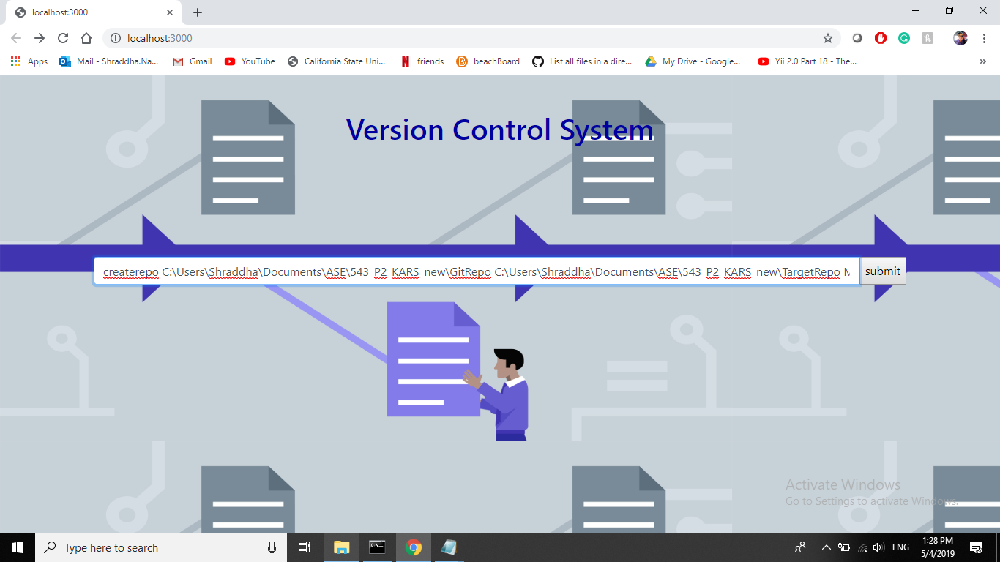 localhost:3000
localhost:3000
Apps Mail - Shraddha.Na... Gmail YouTube California State Uni... friends beachBoard List all files in a dire... My Drive - Google... Yii 2.0 Part 18 - The... »
Version Control System
createrepo C:\Users\Shraddha\Documents\ASE\543_P2_KARS_new\GitRepo C:\Users\Shraddha\Documents\ASE\543_P2_KARS_new\TargetRepo M
submit
Activate Windows
Go to Settings to activate Windows.
Type here to search
ENG
1:28 PM
5/4/2019